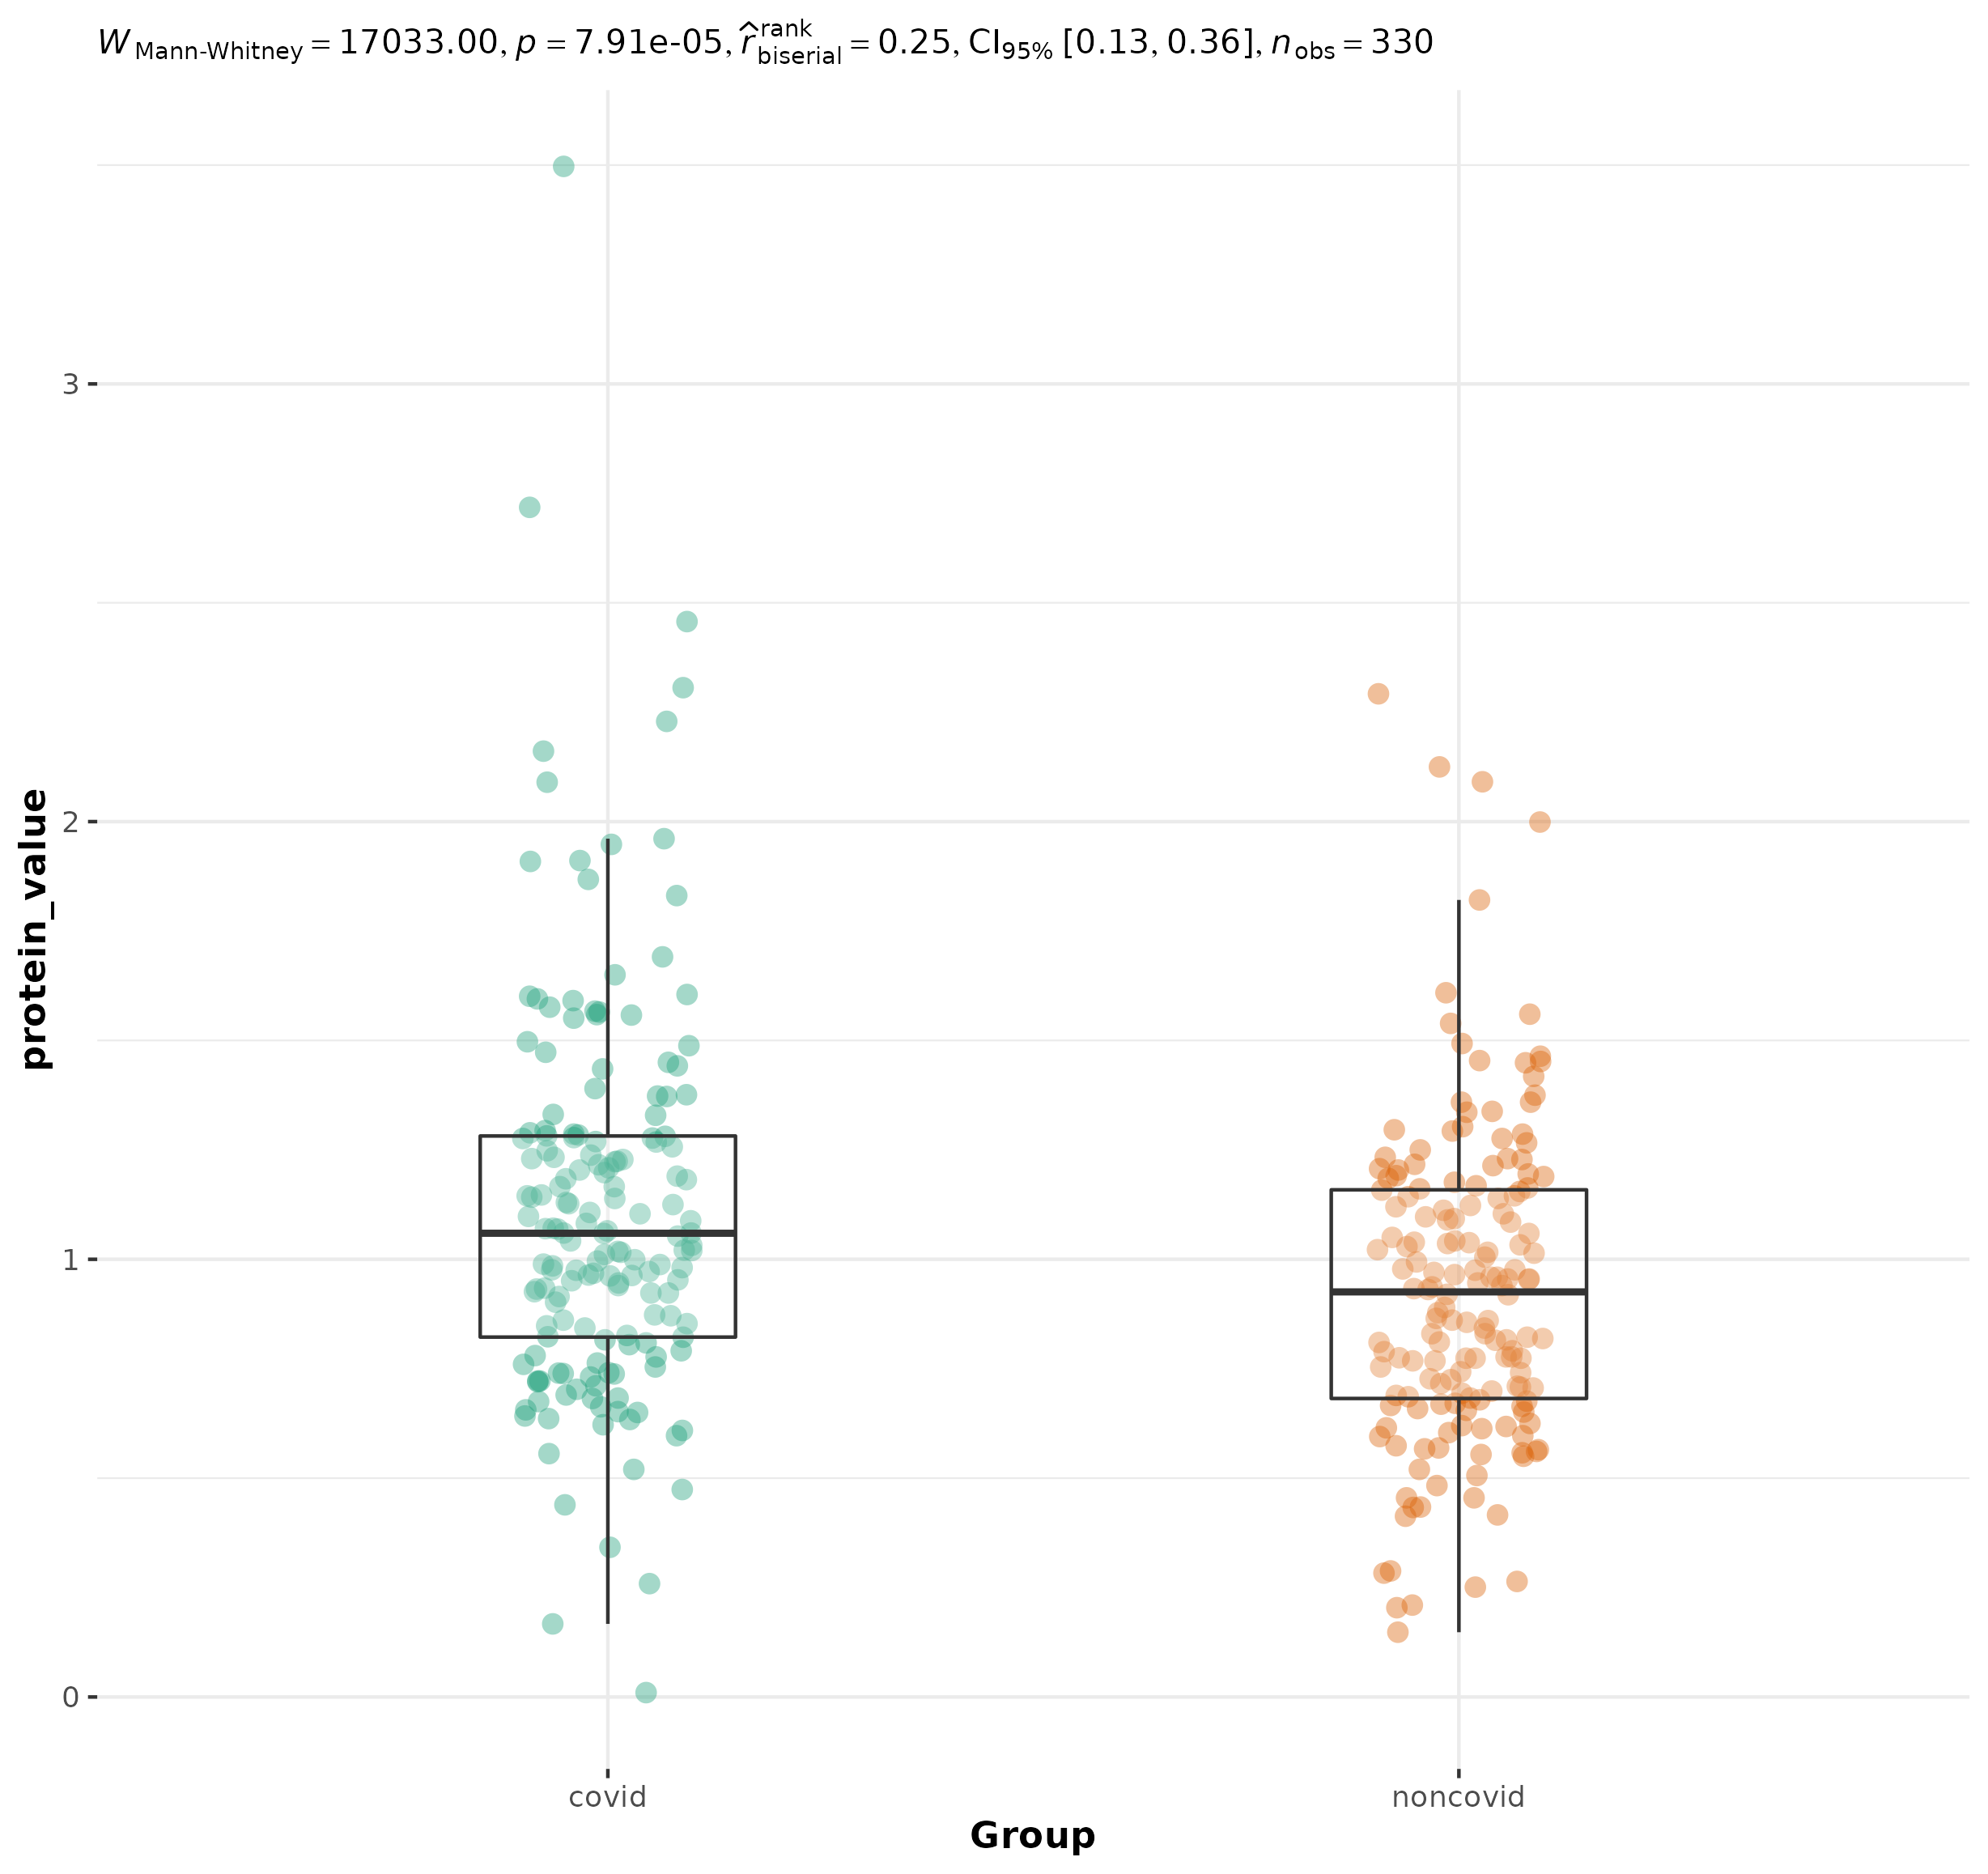 W Mann-Whitney = 17033.00, p = 7.91e-05, r̂ rank biserial = 0.25, CI95% [0.13, 0.36], n obs = 330
protein_value
3
2
1
0
covid noncovid
Group